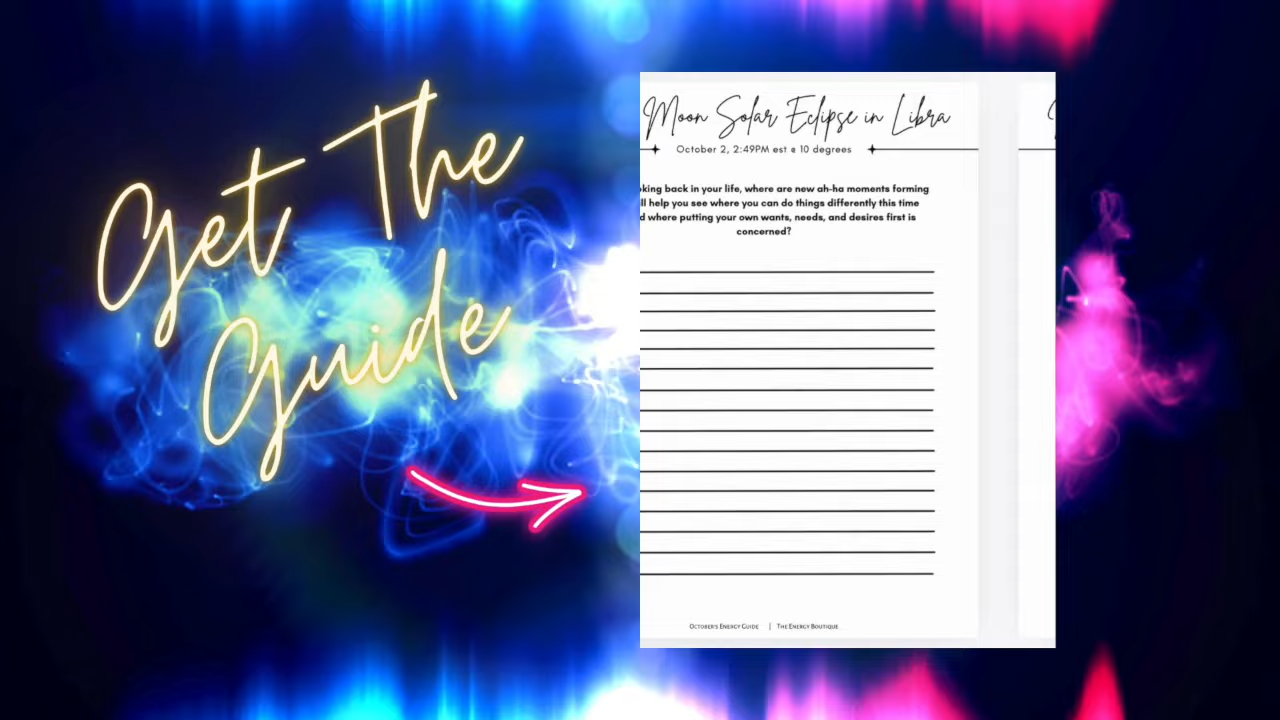 Get The
Guide
Moon Solar Eclipse in Libra
October 2, 2:49PM est @ 10 degrees
king back in your life, where are new ah-ha moments forming
ll help you see where you can do things differently this time
d where putting your own wants, needs, and desires first is
concerned?
October's Energy Guide | The Energy Boutique